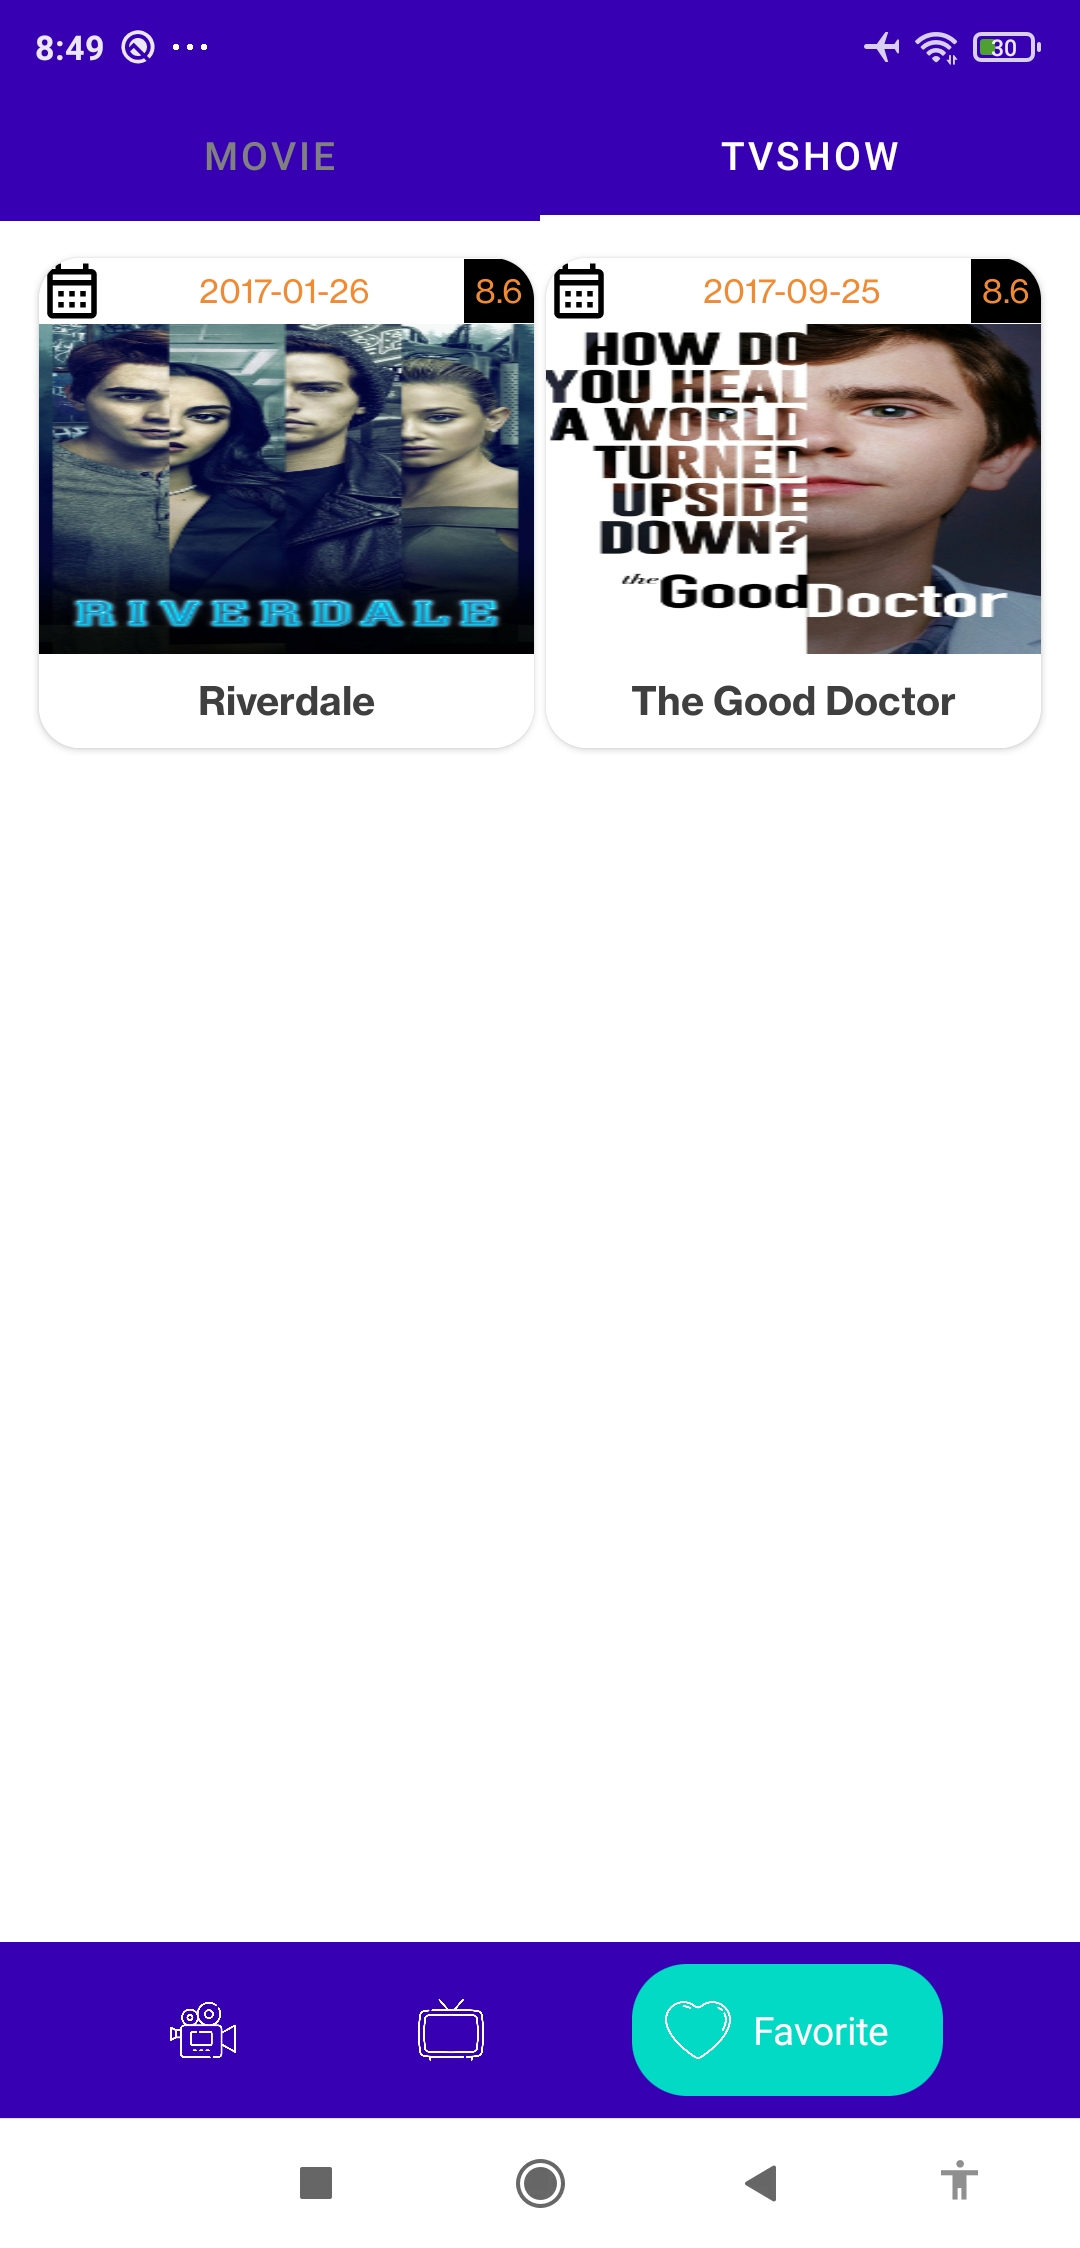 8:49
30
MOVIE
TVSHOW
2017-01-26
8.6
RIVERDALE
Riverdale
2017-09-25
8.6
HOW DO
YOU HEAL
A WORLD
TURNED
UPSIDE
DOWN?
the Good Doctor
The Good Doctor
Favorite